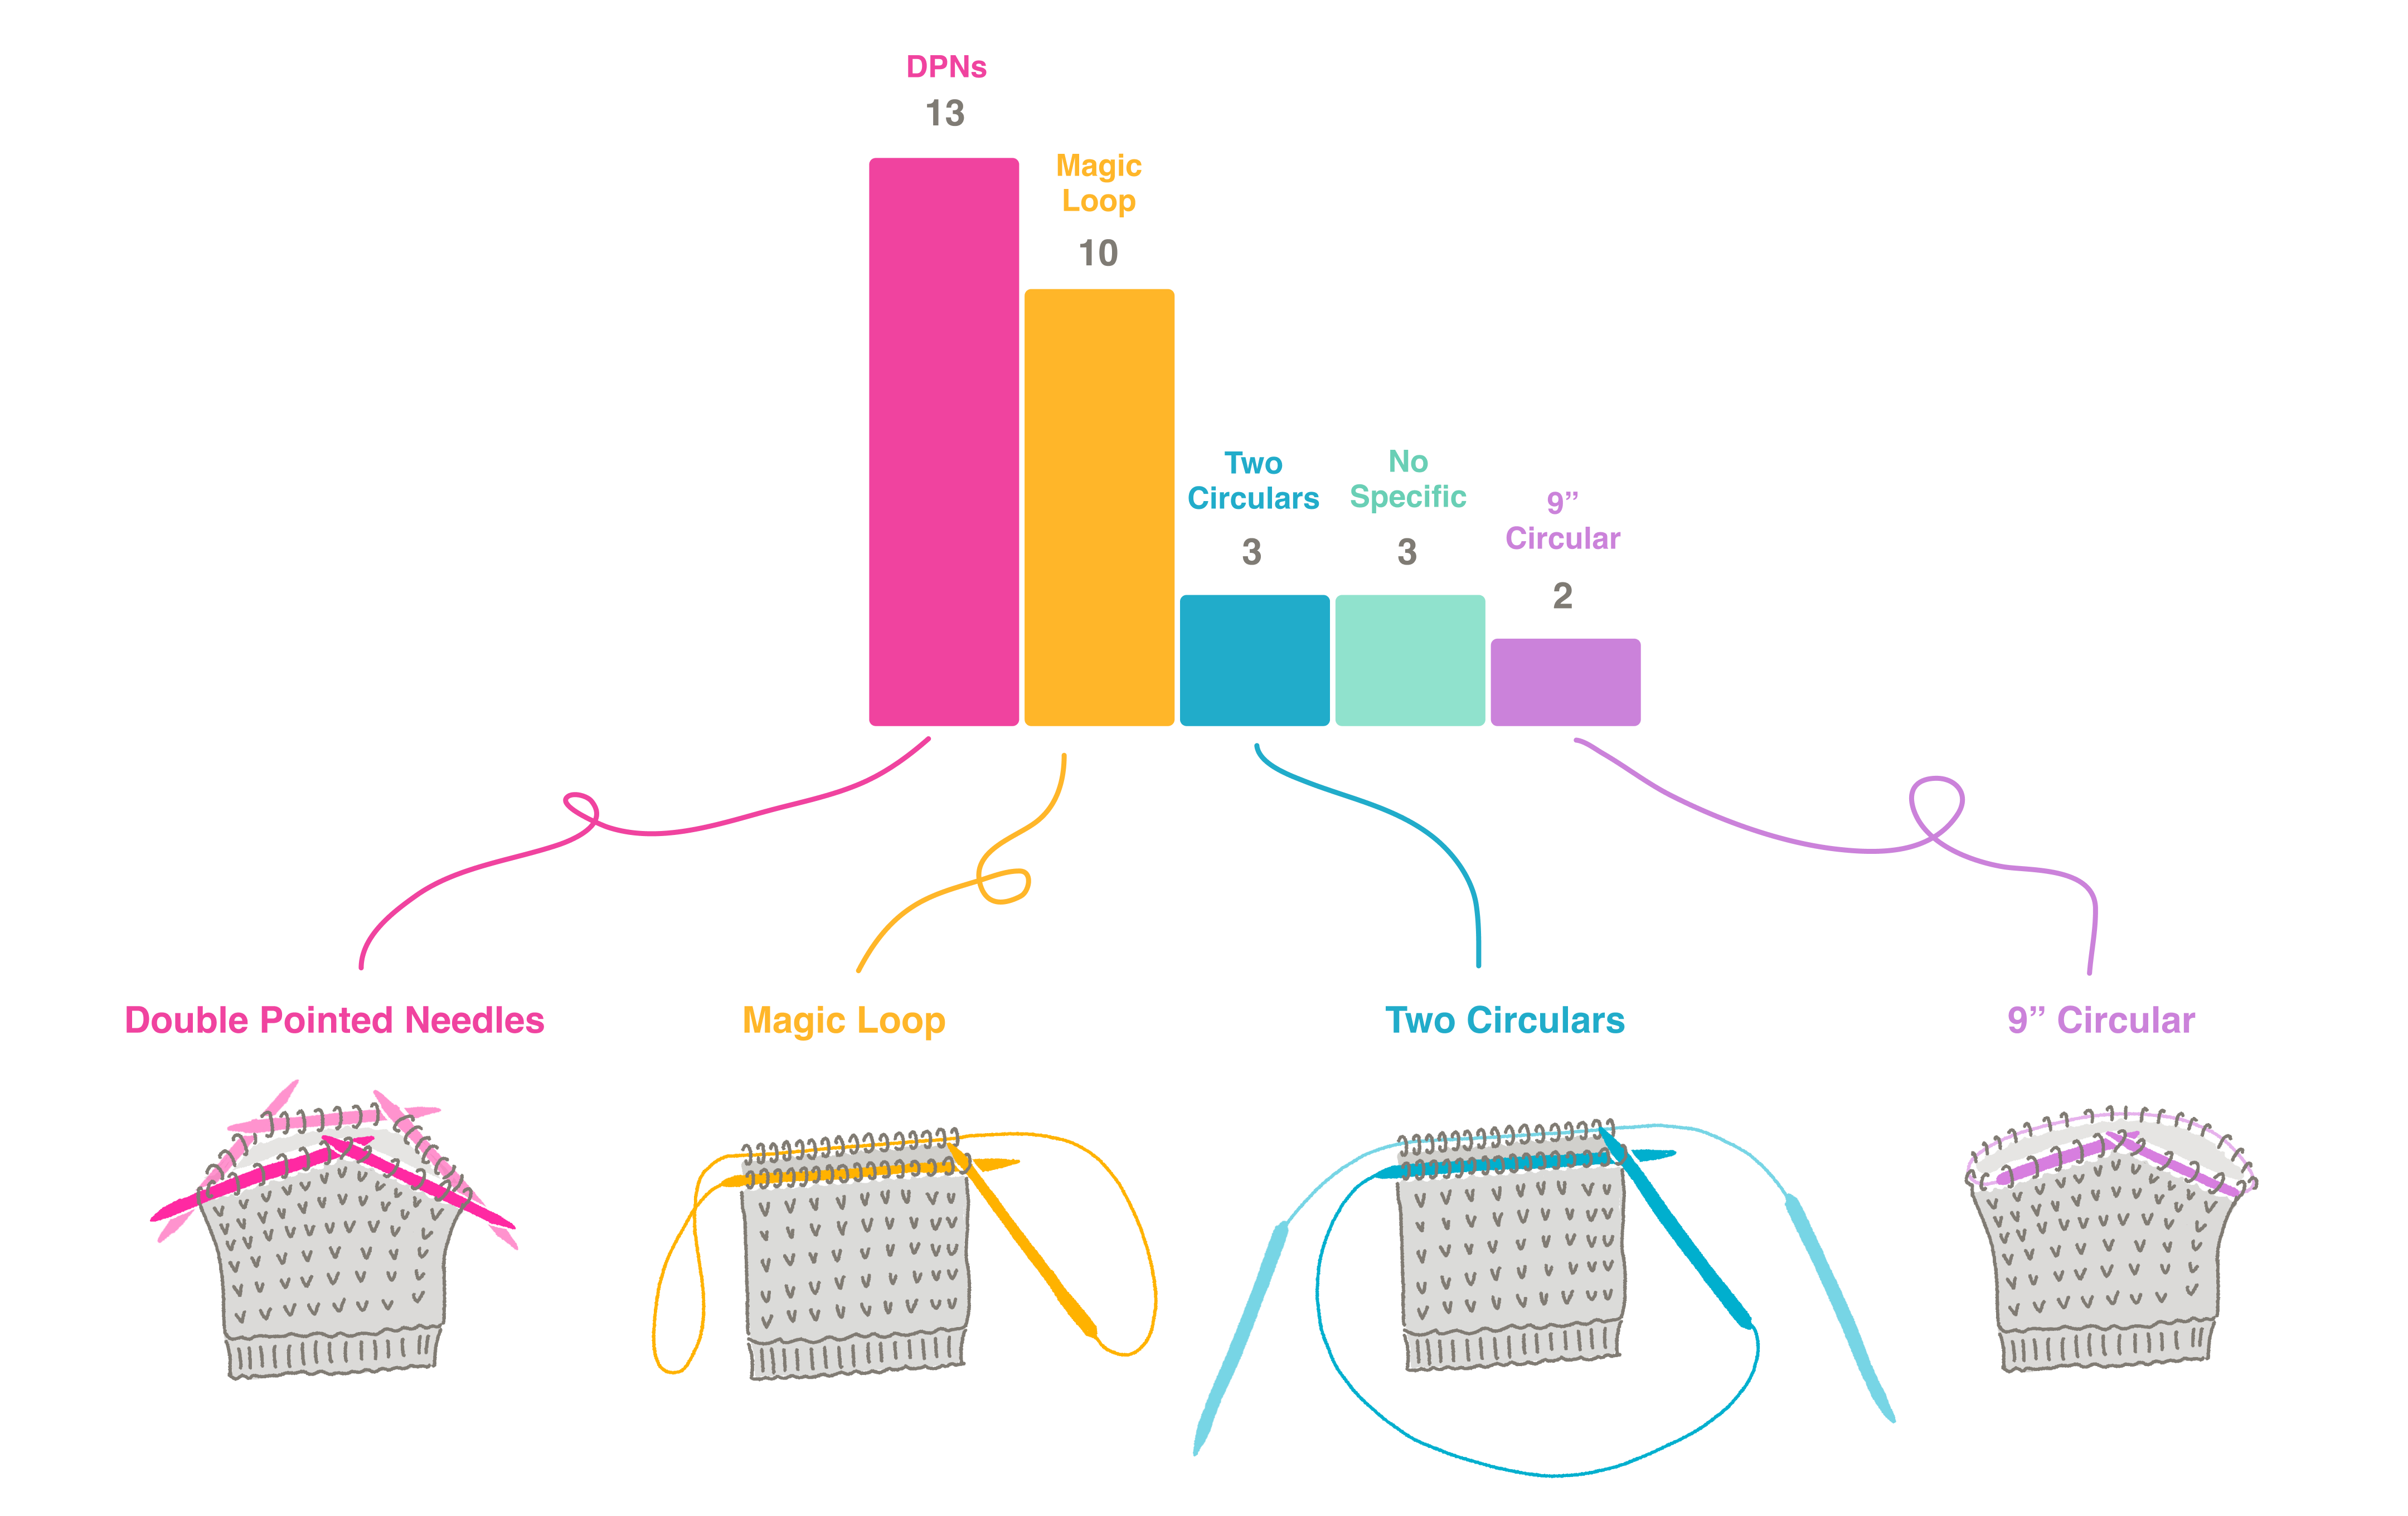 DPNs
13
Magic
Loop
10
Two
Circulars
3
No
Specific
3
9”
Circular
2
Double Pointed Needles
Magic Loop
Two Circulars
9” Circular